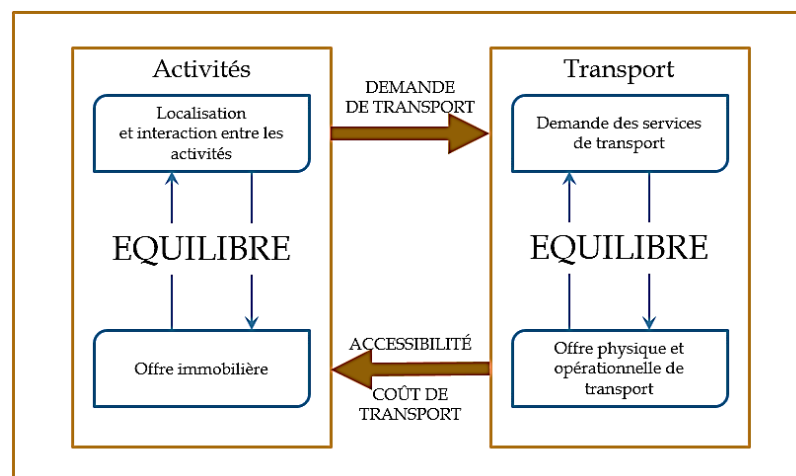 Activités
Localisation
et interaction entre les
activités
EQUILIBRE
Offre immobilière
DEMANDE
DE TRANSPORT
ACCESSIBILITÉ
COÛT DE
TRANSPORT
Transport
Demande des services
de transport
EQUILIBRE
Offre physique et
opérationnelle de
transport